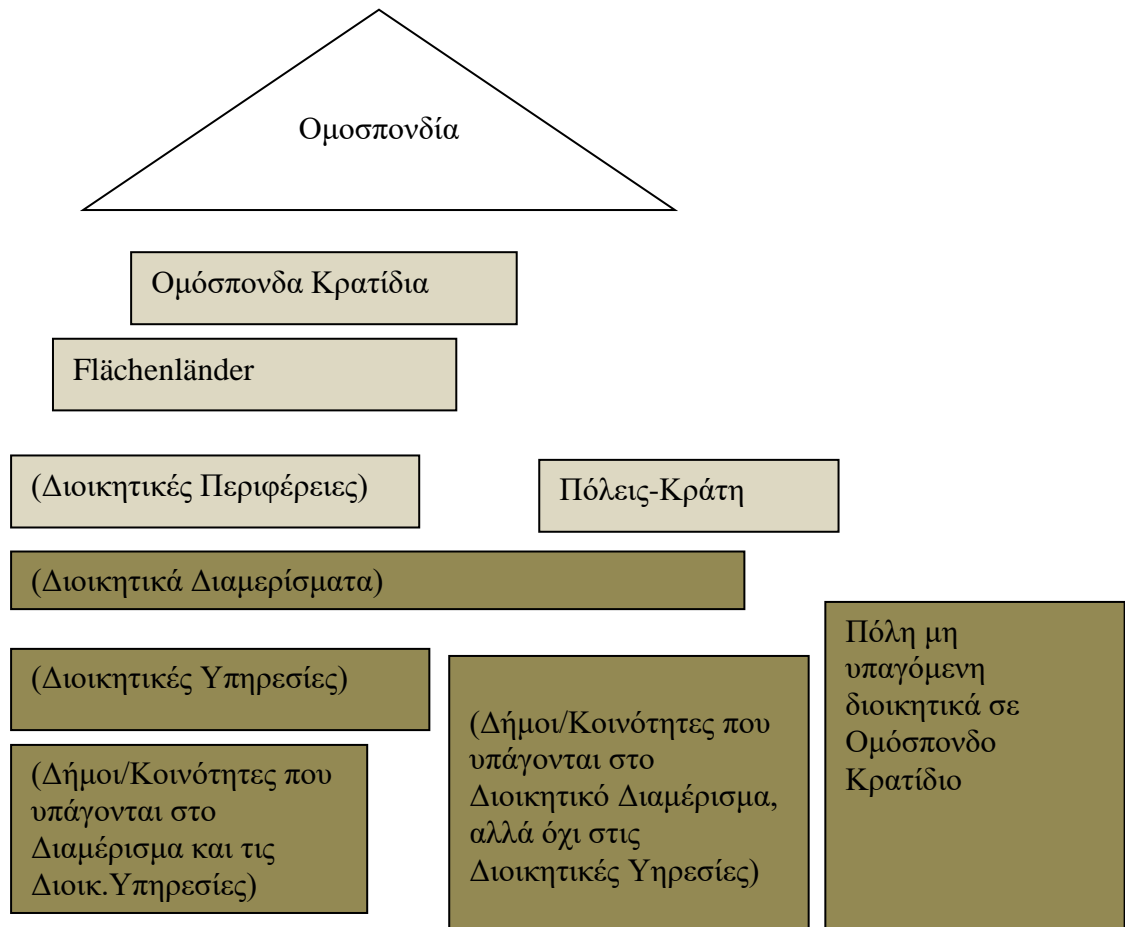 Ομοσπονδία
Ομόσπονδα Κρατίδια
Flächenländer
(Διοικητικές Περιφέρειες)
Πόλεις-Κράτη
(Διοικητικά Διαμερίσματα)
(Διοικητικές Υπηρεσίες)
(Δήμοι/Κοινότητες που
υπάγονται στο
Διαμέρισμα και τις
Διοικ.Υπηρεσίες)
(Δήμοι/Κοινότητες που
υπάγονται στο
Διοικητικό Διαμέρισμα,
αλλά όχι στις
Διοικητικές Υηρεσίες)
Πόλη μη
υπαγόμενη
διοικητικά σε
Ομόσπονδο
Κρατίδιο